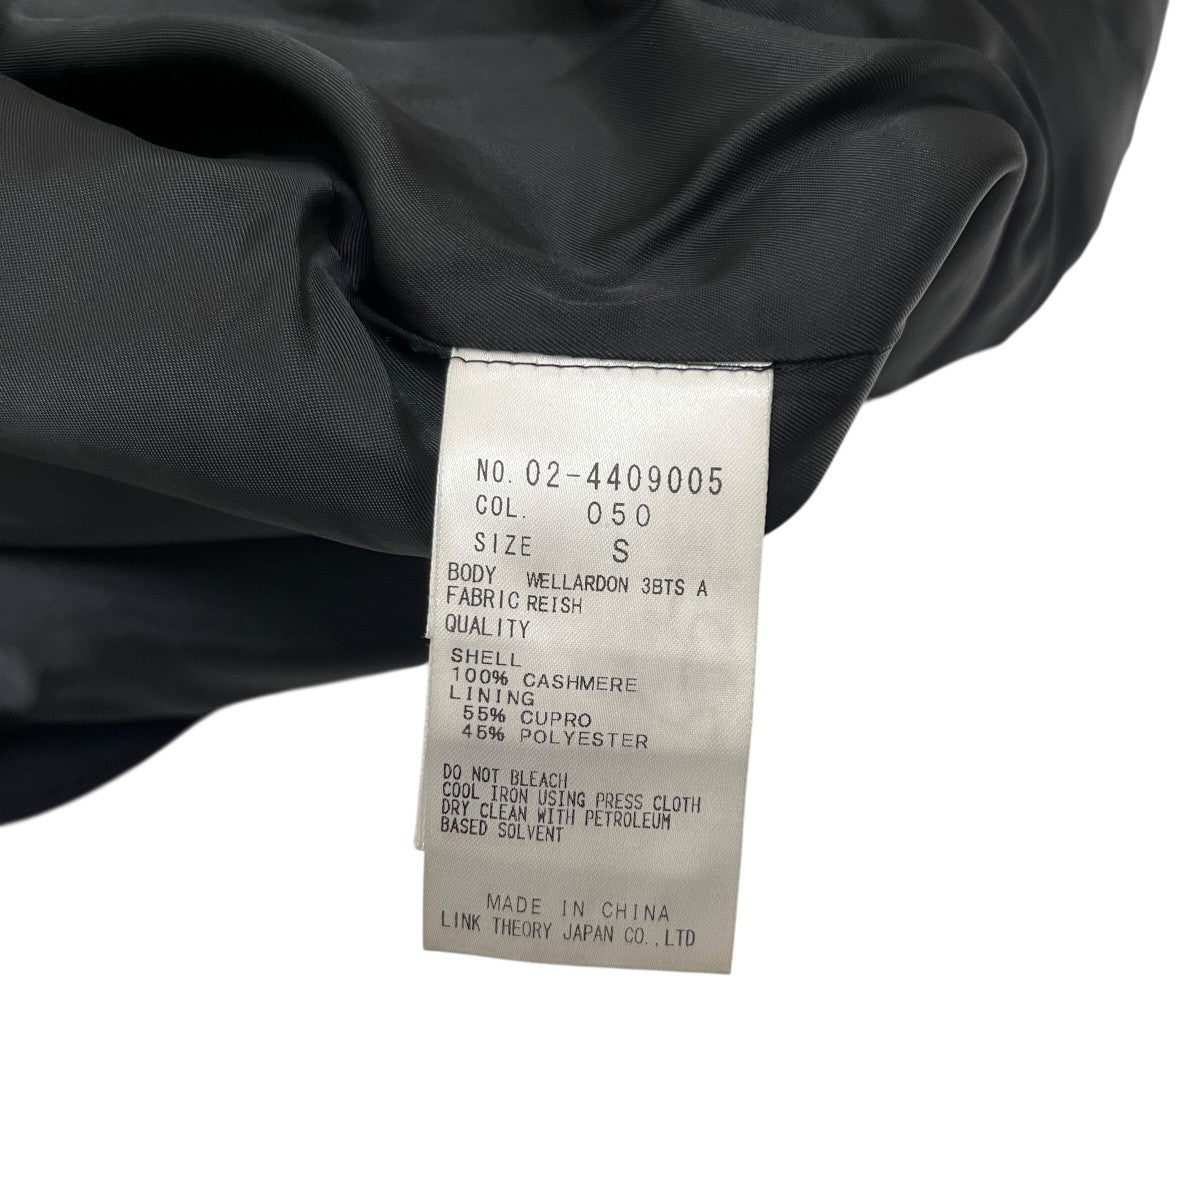 NO. 02-4409005
COL. 050
SIZE S
BODY WELLARDON 3BTS A
FABRIC REISH
QUALITY
SHELL
100% CASHMERE
LINING
55% CUPRO
45% POLYESTER
DO NOT BLEACH
COOL IRON USING PRESS CLOTH
DRY CLEAN WITH PETROLEUM
BASED SOLVENT
MADE IN CHINA
LINK THEORY JAPAN CO.,LTD